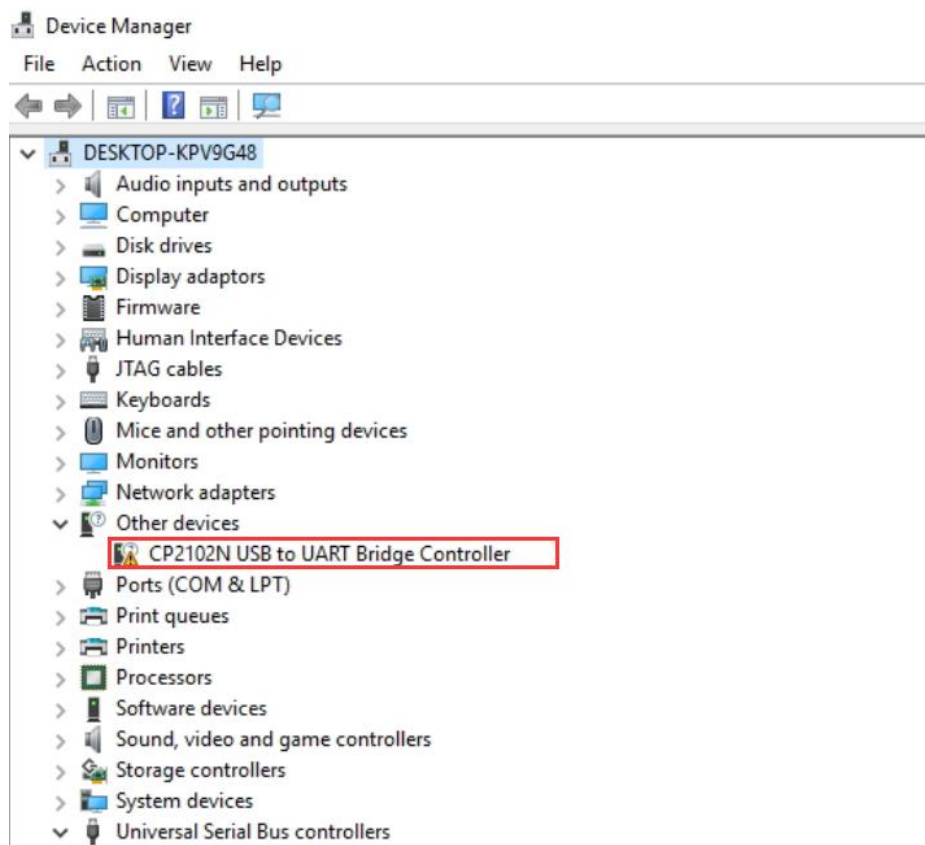 Device Manager
File Action View Help
DESKTOP-KPV9G48
Audio inputs and outputs
Computer
Disk drives
Display adaptors
Firmware
Human Interface Devices
JTAG cables
Keyboards
Mice and other pointing devices
Monitors
Network adapters
Other devices
CP2102N USB to UART Bridge Controller
Ports (COM & LPT)
Print queues
Printers
Processors
Software devices
Sound, video and game controllers
Storage controllers
System devices
Universal Serial Bus controllers